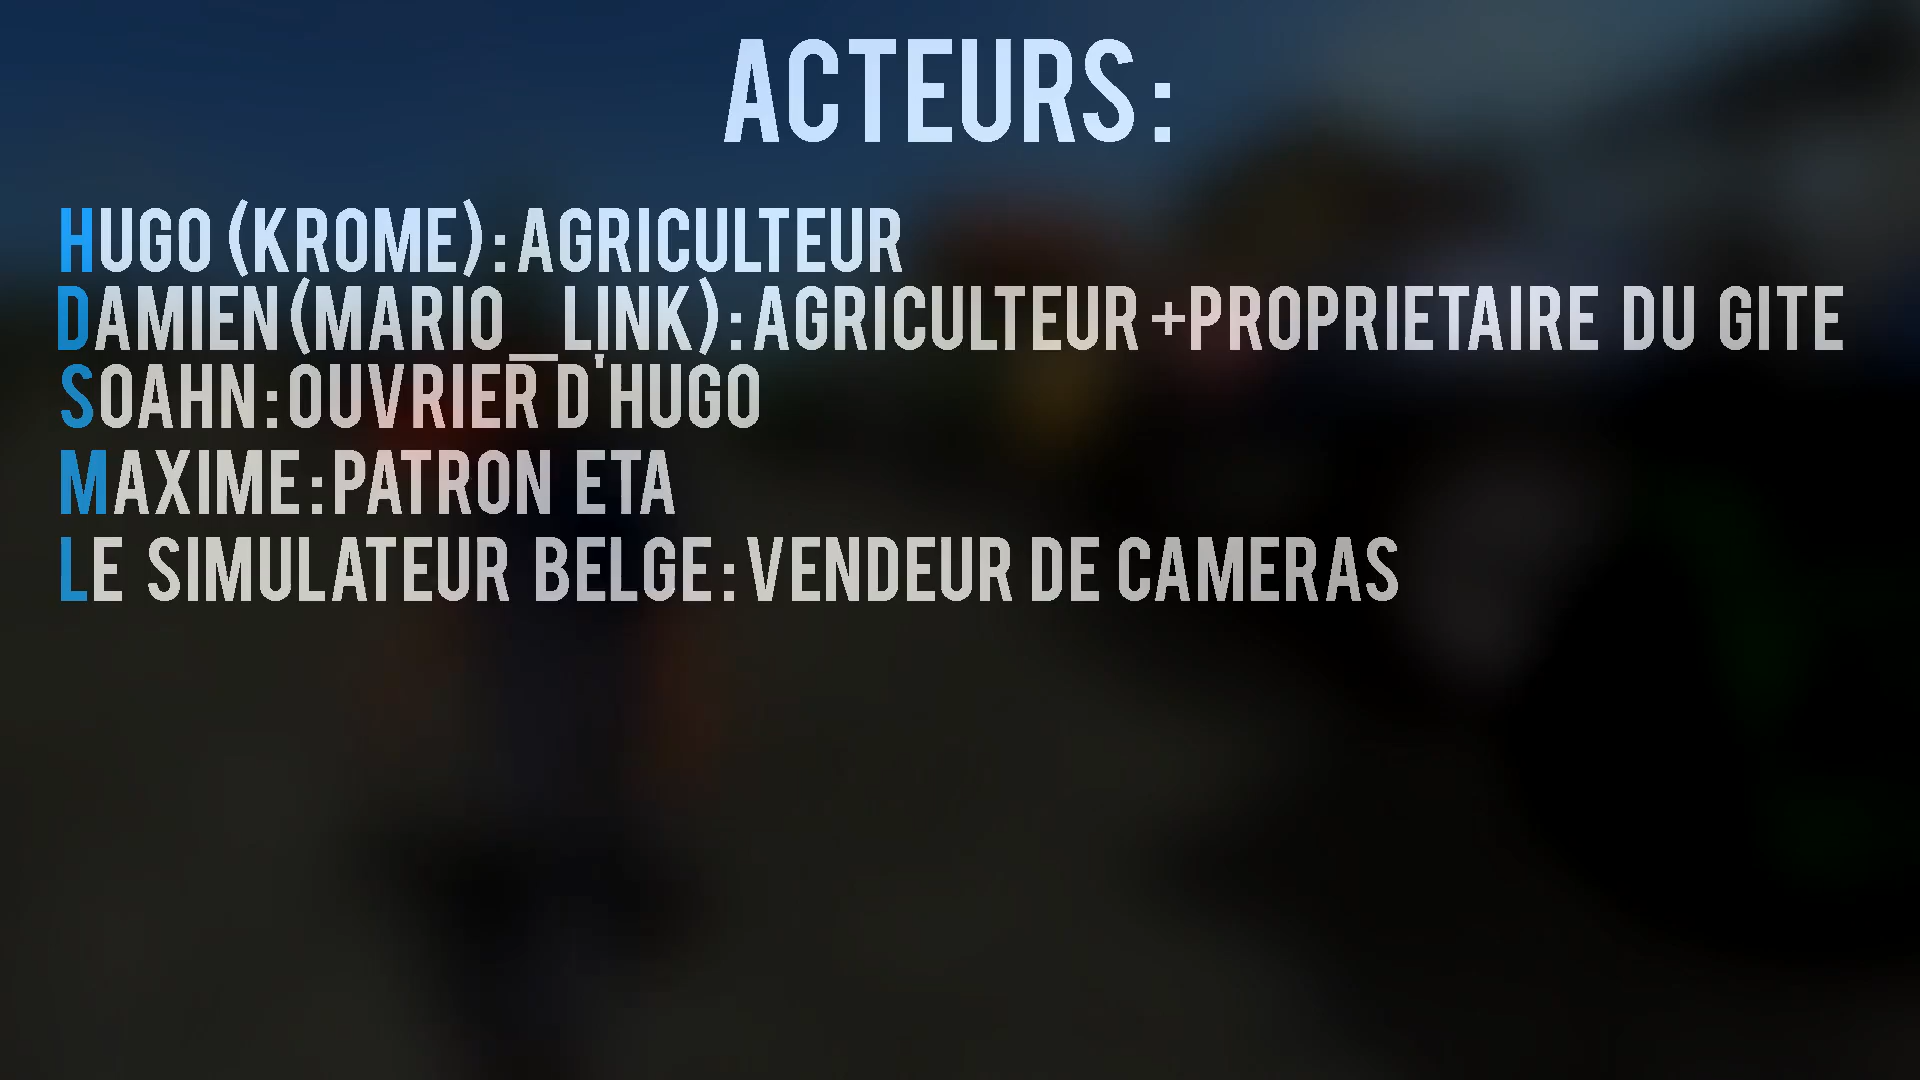 ACTEURS :
HUGO (KROME) : AGRICULTEUR
DAMIEN (MARIO_LINK) : AGRICULTEUR +PROPRIETAIRE DU GITE
SOAHN : OUVRIER D'HUGO
MAXIME : PATRON ETA
LE SIMULATEUR BELGE : VENDEUR DE CAMERAS